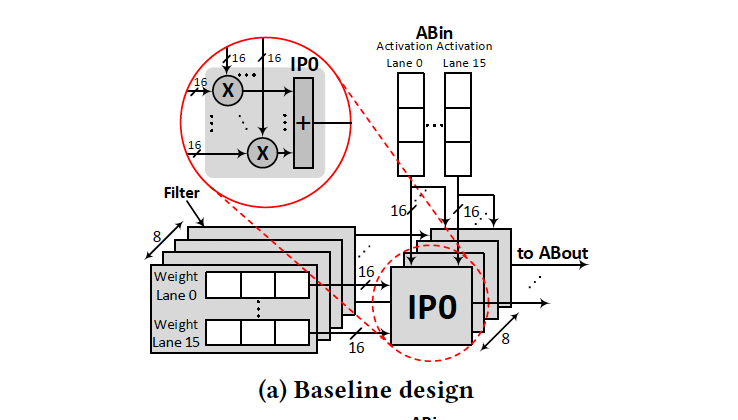 ABin
Activation Activation
Lane 0 Lane 15
16 16
IP0
16
X
+
16
X
Filter
8
16 16
to ABout
Weight
Lane 0
16
IP0
Weight
Lane 15
16
8
(a) Baseline design